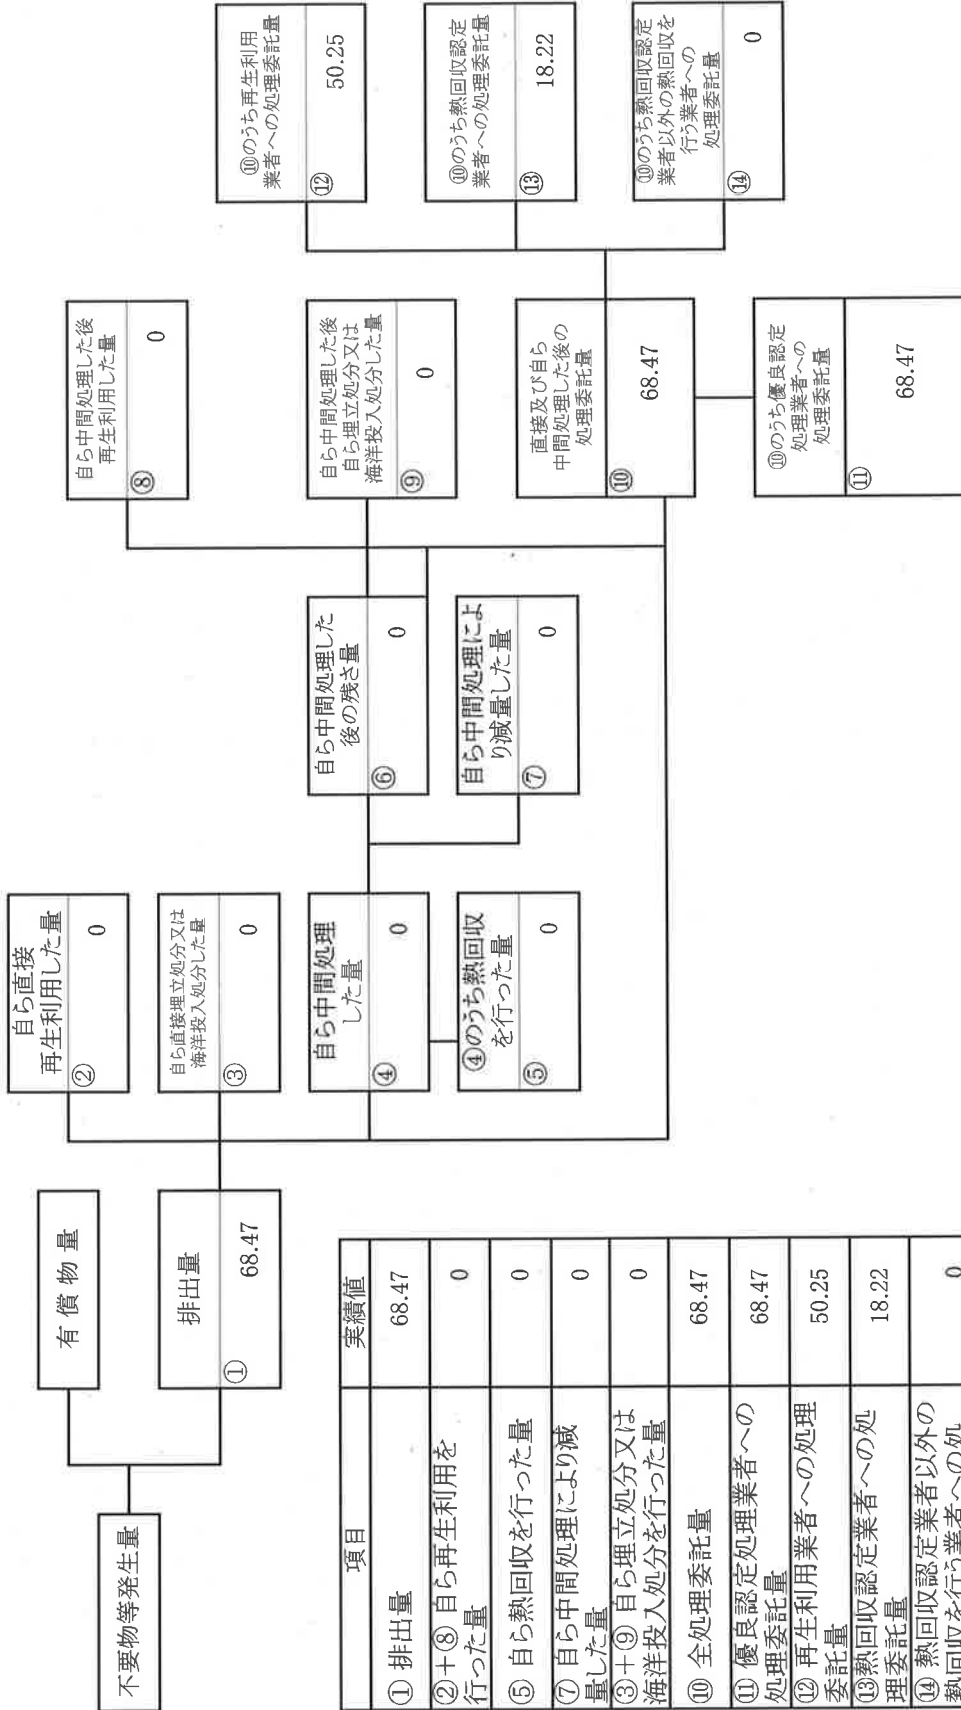 不要物等発生量
有償物量
排出量
①
68.47
自ら直接
再生利用した量
②
0
自ら直接埋立処分又は
海洋投入処分した量
③
0
自ら中間処理
した量
④
0
④のうち熱回収
を行った量
⑤
0
自ら中間処理した
後の残さ量
⑥
0
自ら中間処理によ
り減量した量
⑦
0
自ら中間処理した後
再生利用した量
⑧
0
自ら中間処理した後
自ら埋立処分又は
海洋投入処分した量
⑨
0
直接及び自ら
中間処理した後の
処理委託量
⑩
68.47
⑩のうち優良認定
処理業者への
処理委託量
⑪
68.47
⑩のうち再生利用
業者への処理委託量
⑫
50.25
⑩のうち熱回収認定
業者への処理委託量
⑬
18.22
⑩のうち熱回収認定
業者以外の熱回収を
行う業者への
処理委託量
⑭
0
項目 実績値
① 排出量 68.47
②+⑧ 自ら再生利用を
行った量 0
⑤ 自ら熱回収を行った量 0
⑦ 自ら中間処理により減
量した量 0
③+⑨ 自ら埋立処分又は
海洋投入処分を行った量 0
⑩ 全処理委託量 68.47
⑪ 優良認定処理業者への
処理委託量 68.47
⑫ 再生利用業者への処理
委託量 50.25
⑬熱回収認定業者への処
理委託量 18.22
⑭ 熱回収認定業者以外の
熱回収を行う業者への処 0